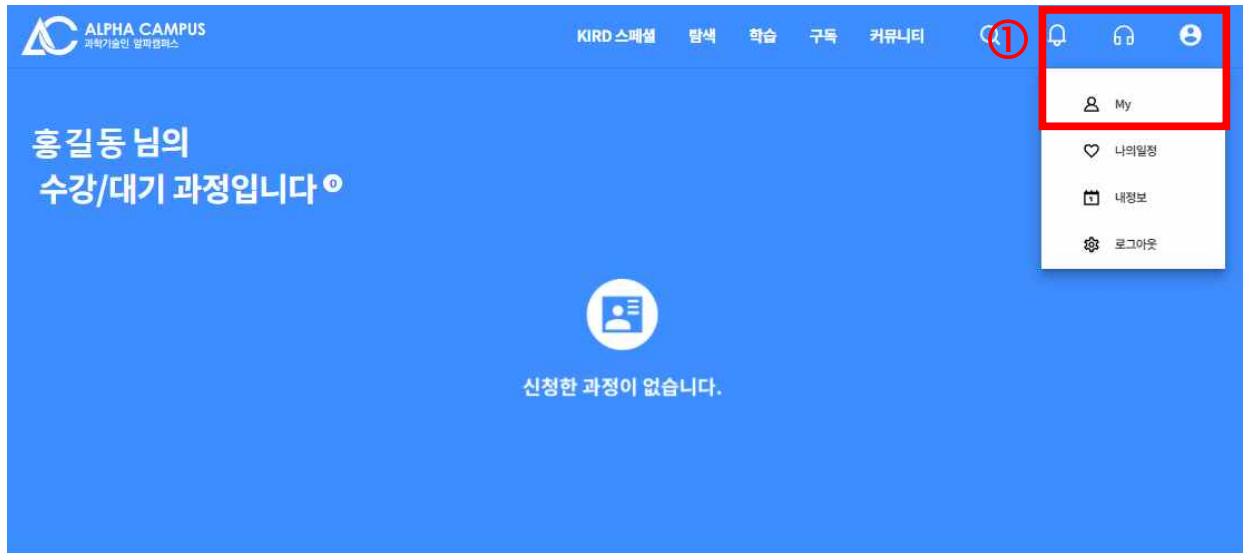 ALPHA CAMPUS
과학기술인 알파캠퍼스
KIRD 스페셜 탐색 학습 구독 커뮤니티
①
My
나의일정
내정보
로그아웃
홍길동 님의
수강/대기 과정입니다 0
신청한 과정이 없습니다.